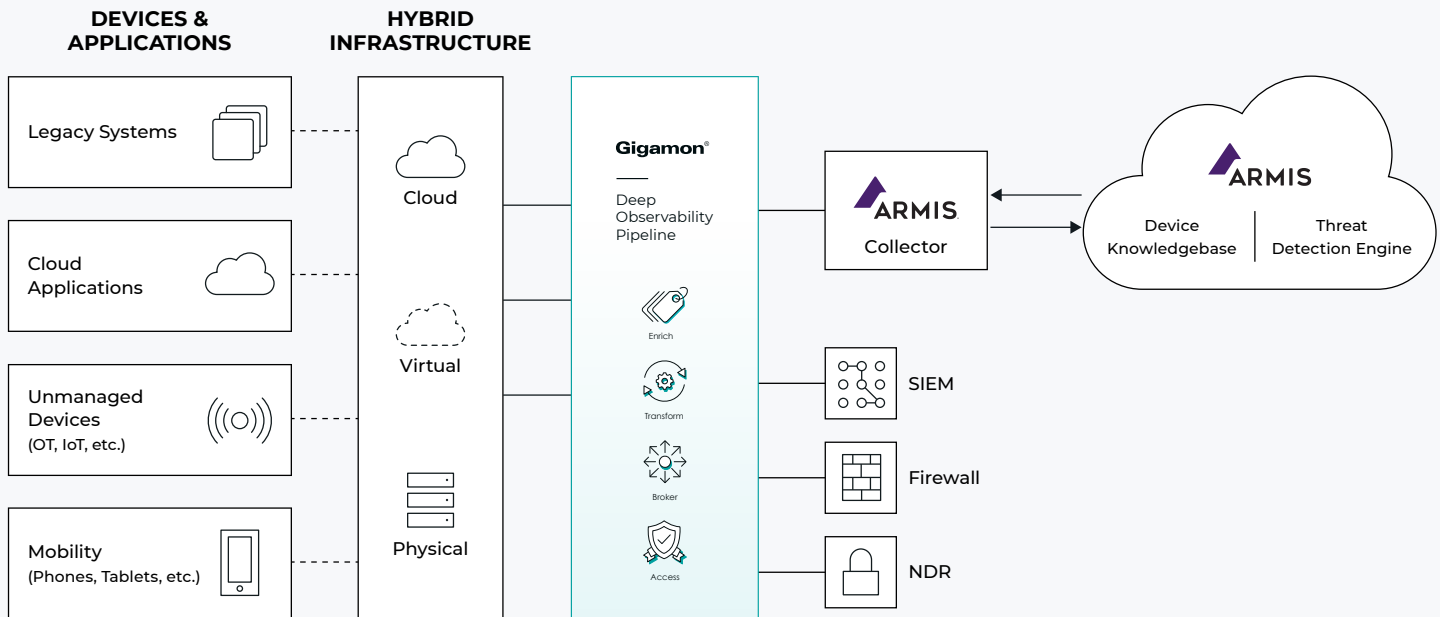 DEVICES &
APPLICATIONS
HYBRID
INFRASTRUCTURE
Legacy Systems
Cloud
Applications
Unmanaged
Devices
(OT, IoT, etc.)
Mobility
(Phones, Tablets, etc.)
Cloud
Virtual
Physical
Gigamon®
Deep
Observability
Pipeline
Enrich
Transform
Broker
Access
ARMIS
Collector
SIEM
Firewall
NDR
ARMIS
Device
Knowledgebase
Threat
Detection Engine